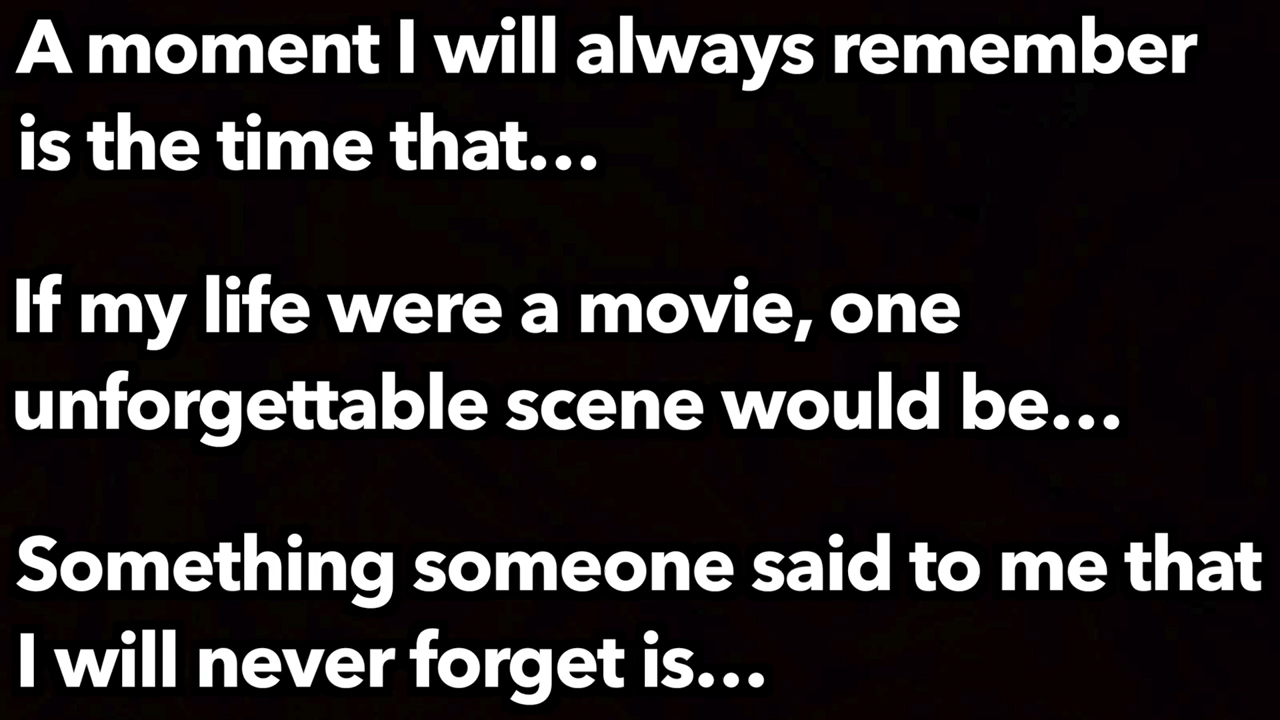 A moment I will always remember
is the time that...
If my life were a movie, one
unforgettable scene would be...
Something someone said to me that
I will never forget is...